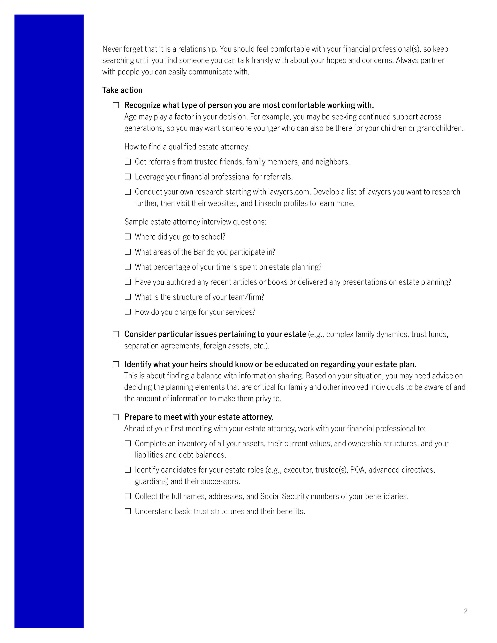 Never forget that it is a relationship. You should feel comfortable with your financial professional(s), so keep
searching until you find someone you can talk frankly with about your hopes and concerns. Always partner
with people you can easily communicate with.
Take action
☐ Recognize what type of person you are most comfortable working with.
Age may play a factor in your decision. For example, you may be seeking continued support across
generations, so you may want someone younger who can also be there for your children or grandchildren.
How to find a qualified estate attorney:
☐ Get referrals from trusted friends, family members, and neighbors.
☐ Leverage your financial professional for referrals.
☐ Conduct your own research starting with lawyers.com. Develop a list of lawyers you want to research
further, then visit their websites, and LinkedIn profiles to learn more.
Sample estate attorney interview questions:
☐ Where did you go to school?
☐ What areas of the Bar do you participate in?
☐ What percentage of your time is spent on estate planning?
☐ Have you authored any recent articles or books or delivered any presentations on estate planning?
☐ What is the structure of your team/firm?
☐ How do you charge for your services?
☐ Consider particular issues pertaining to your estate (e.g., complex family dynamics, trust funds,
separation agreements, foreign assets, etc.).
☐ Identify what your heirs should know or be educated on regarding your estate plan.
This is about finding a balance with information sharing. Based on your situation, you may need advice on
deciding the planning elements that are critical for family and other involved individuals to be aware of and
the amount of information to make them privy to.
☐ Prepare to meet with your estate attorney.
Ahead of your first meeting with your estate attorney, work with your financial professional to:
☐ Complete an inventory of all your assets, their current values, and ownership structures, and your
liabilities and debt balances.
☐ Identify candidates for your estate roles (e.g., executor, trustee(s), POA, advanced directives,
guardians) and their successors.
☐ Collect the full names, addresses, and Social Security numbers of your beneficiaries.
☐ Understand basic trust structures and their benefits.
2